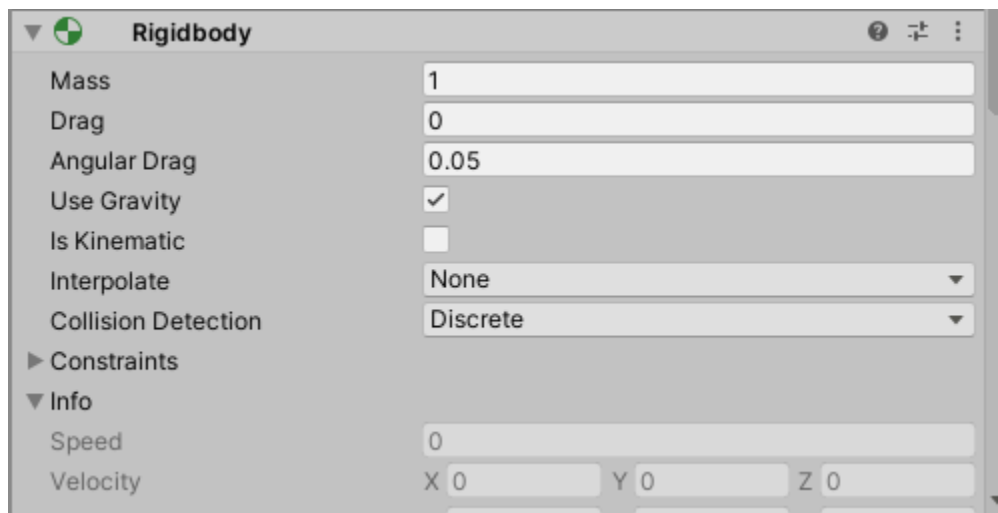 Rigidbody
Mass 1
Drag 0
Angular Drag 0.05
Use Gravity
Is Kinematic
Interpolate None
Collision Detection Discrete
Constraints
Info
Speed 0
Velocity X 0 Y 0 Z 0